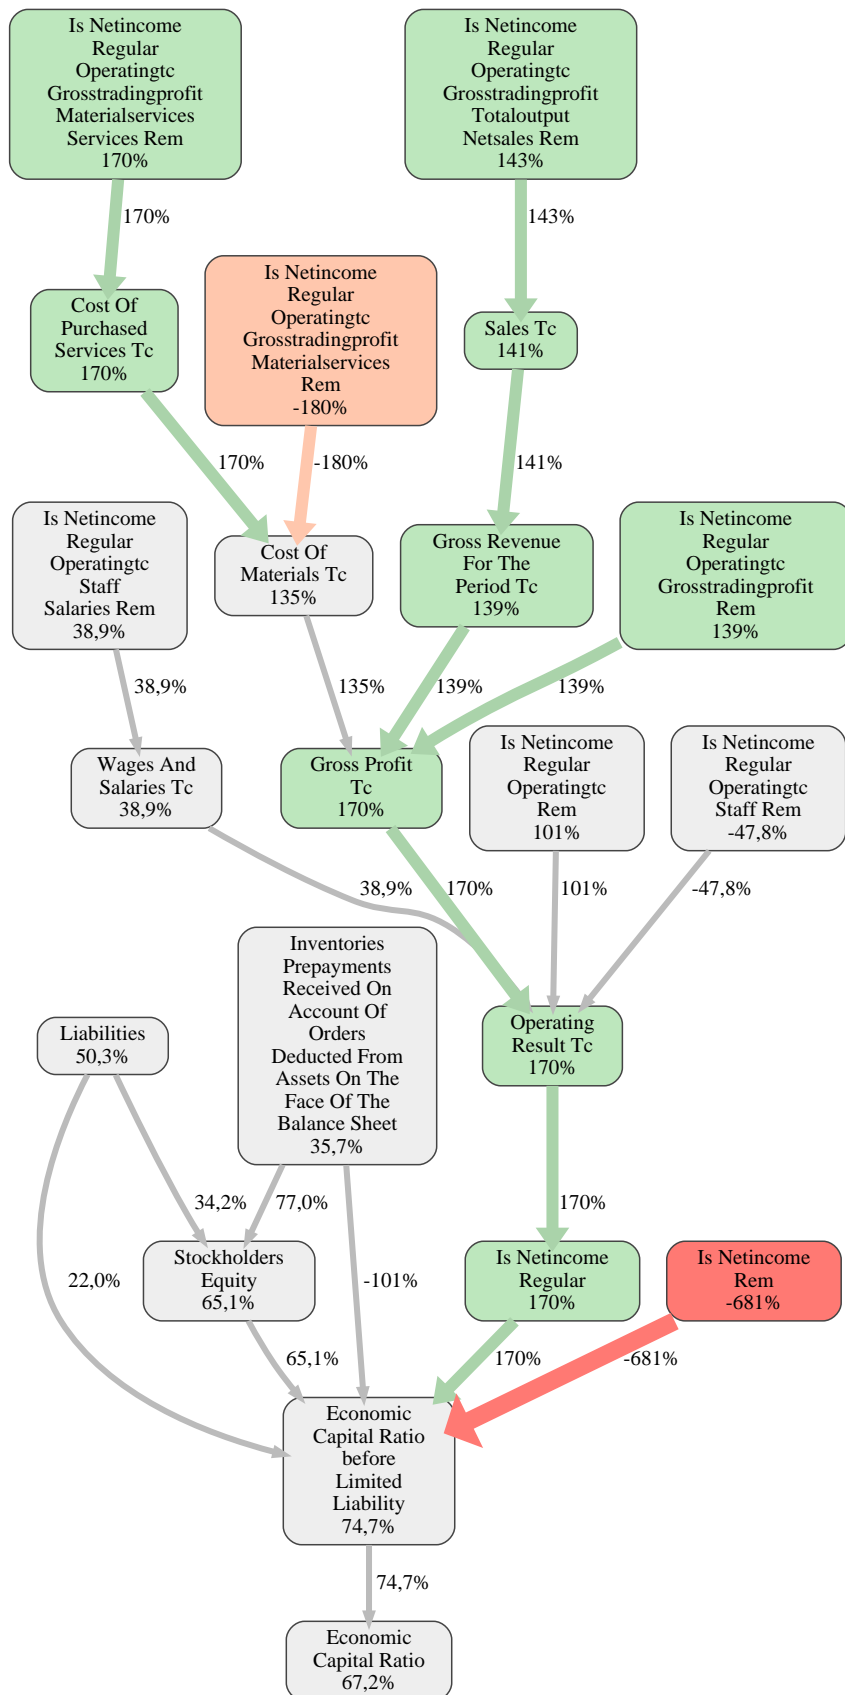 Is Netincome
Regular
Operatingtc
Grosstradingprofit
Materialservices
Services Rem
170%
Is Netincome
Regular
Operatingtc
Grosstradingprofit
Totaloutput
Netsales Rem
143%
170%
143%
Cost Of
Purchased
Services Tc
170%
Is Netincome
Regular
Operatingtc
Grosstradingprofit
Materialservices
Rem
-180%
Sales Tc
141%
170%
-180%
141%
Is Netincome
Regular
Operatingtc
Staff
Salaries Rem
38,9%
Cost Of
Materials Tc
135%
Gross Revenue
For The
Period Tc
139%
Is Netincome
Regular
Operatingtc
Grosstradingprofit
Rem
139%
38,9%
135%
139%
139%
Wages And
Salaries Tc
38,9%
Gross Profit
Tc
170%
Is Netincome
Regular
Operatingtc
Rem
101%
Is Netincome
Regular
Operatingtc
Staff Rem
-47,8%
38,9%
170%
101%
-47,8%
Liabilities
50,3%
Inventories
Prepayments
Received On
Account Of
Orders
Deducted From
Assets On The
Face Of The
Balance Sheet
35,7%
Operating
Result Tc
170%
34,2%
77,0%
170%
22,0%
Stockholders
Equity
65,1%
-101%
Is Netincome
Regular
170%
Is Netincome
Rem
-681%
65,1%
170%
-681%
Economic
Capital Ratio
before
Limited
Liability
74,7%
74,7%
Economic
Capital Ratio
67,2%